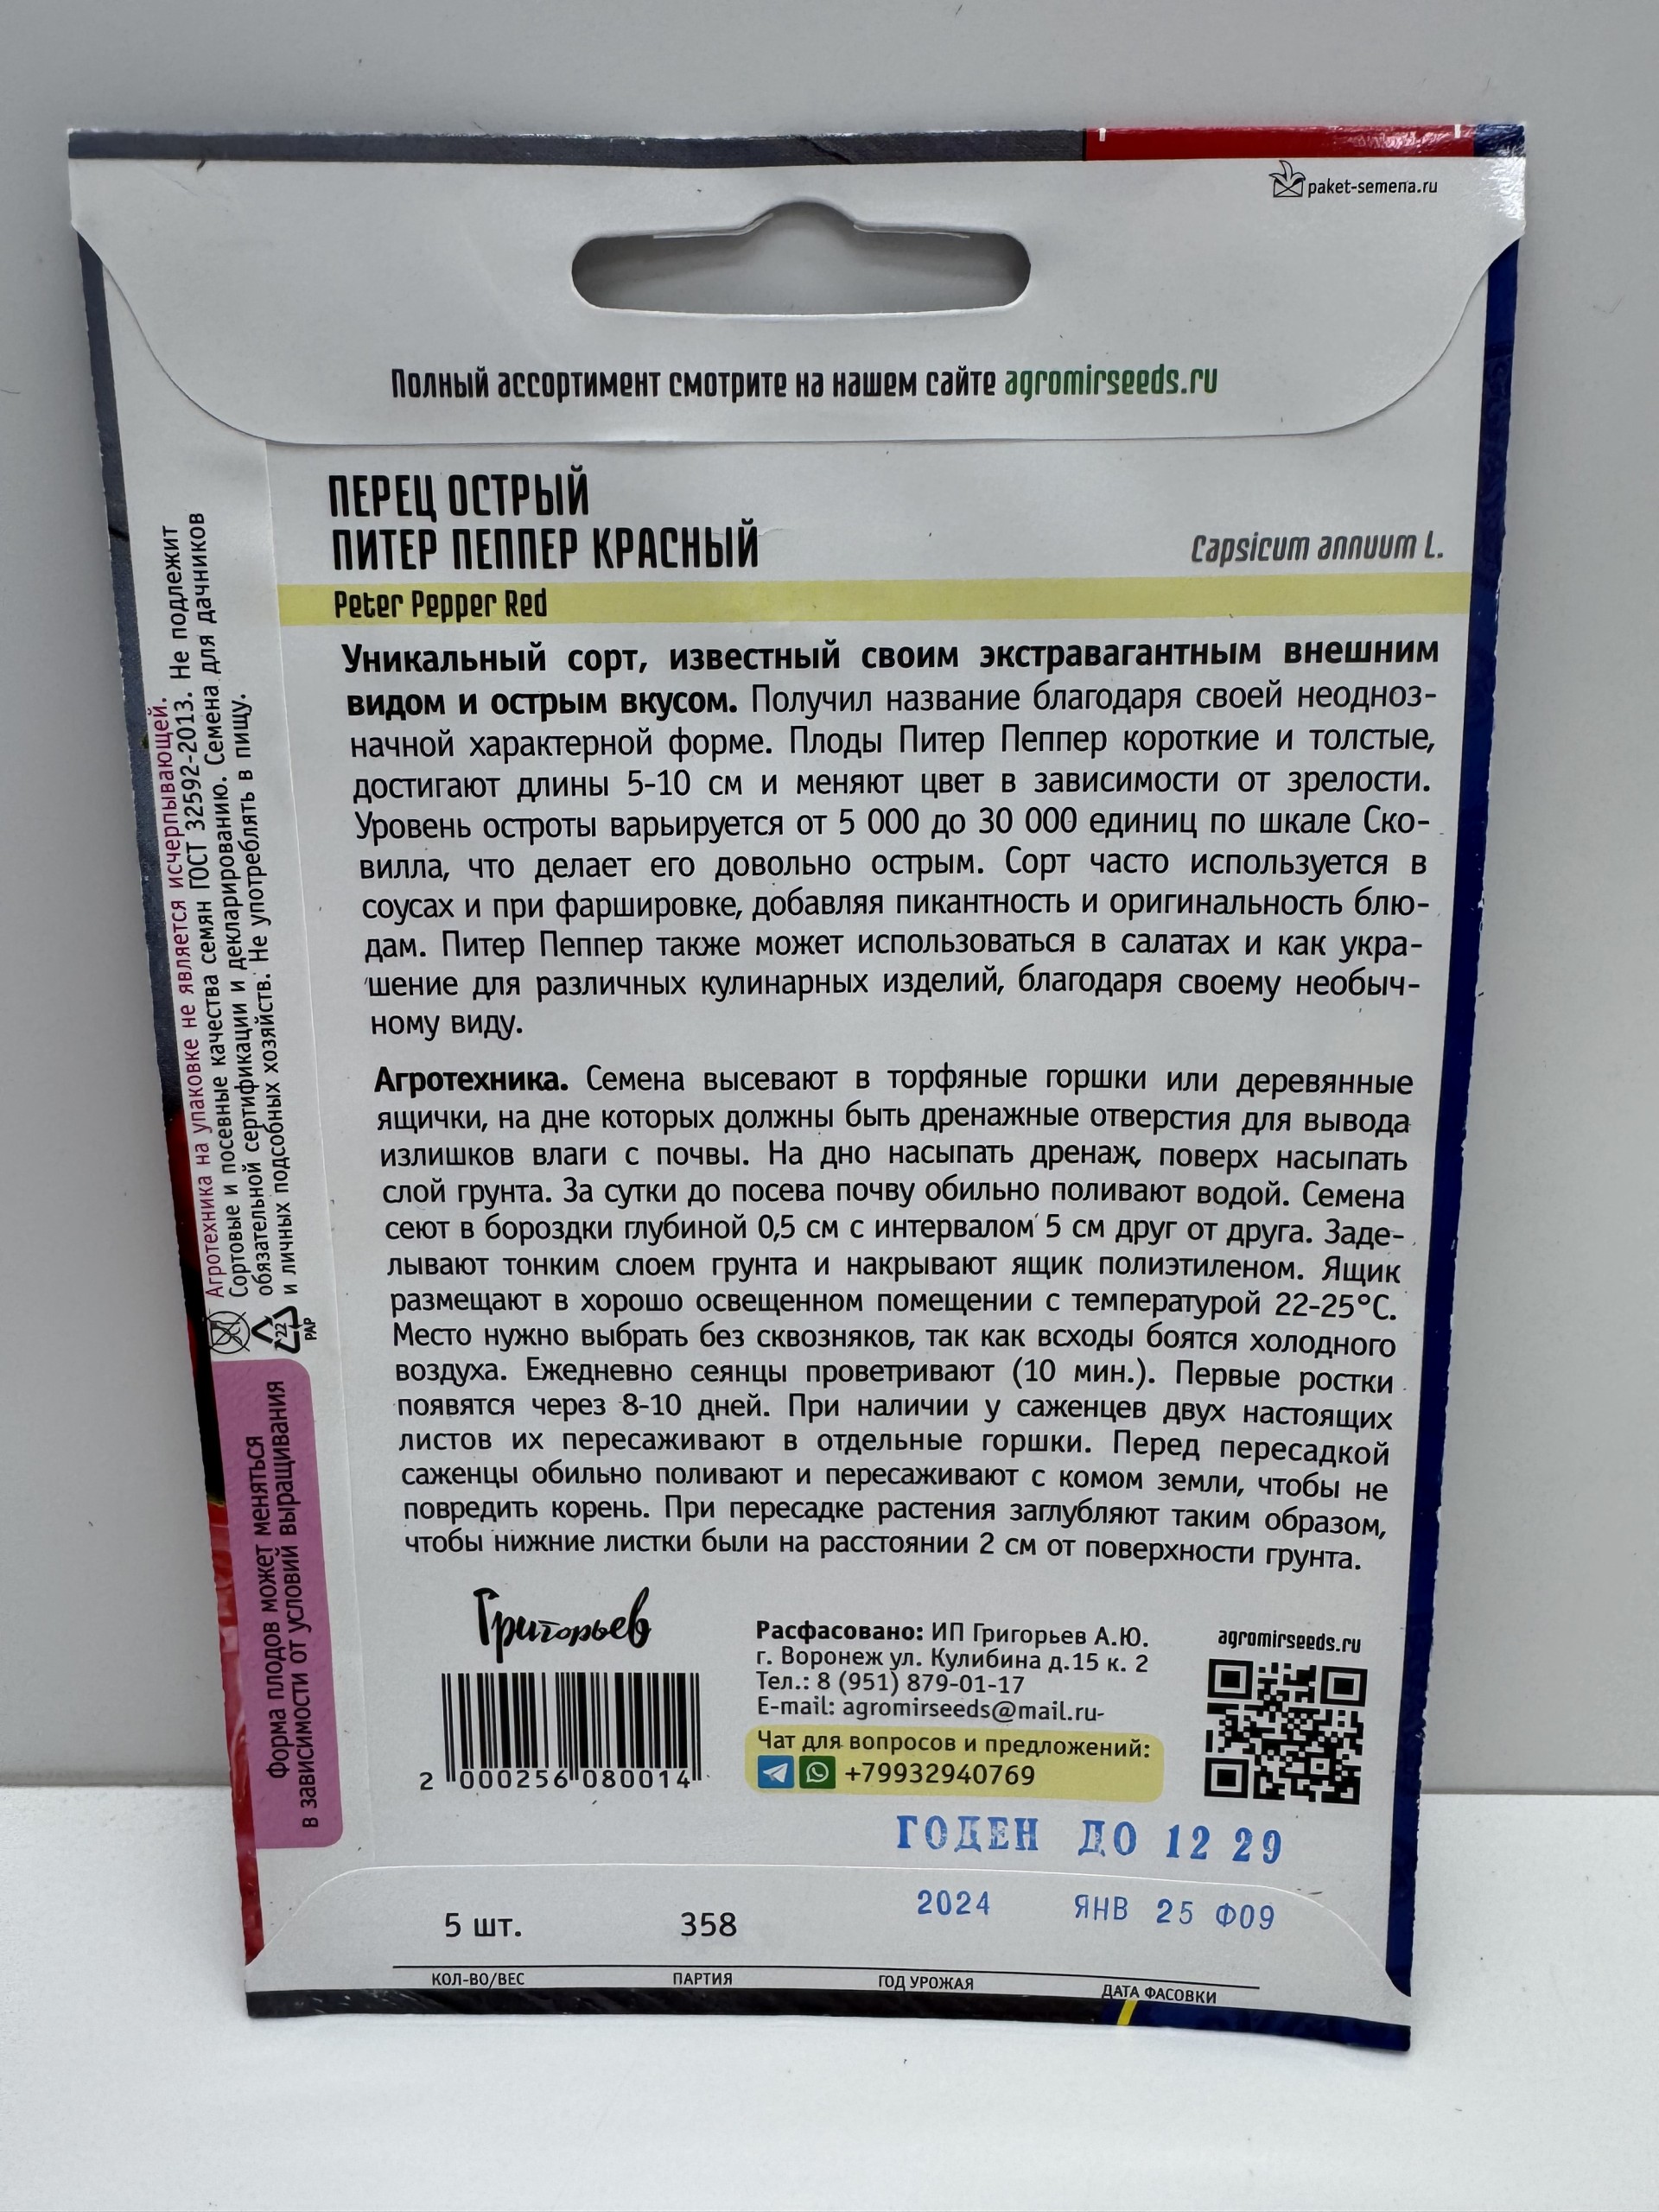 paket-semena.ru
Полный ассортимент смотрите на нашем сайте agromirseeds.ru
ПЕРЕЦ ОСТРЫЙ
ПИТЕР ПЕППЕР КРАСНЫЙ
Capsicum annuum L.
Peter Pepper Red
Уникальный сорт, известный своим экстравагантным внешним
видом и острым вкусом. Получил название благодаря своей неоднoз-
начной характерной форме. Плоды Питер Пеппер короткие и толстые,
достигают длины 5-10 см и меняют цвет в зависимости от зрелости.
Уровень остроты варьируется от 5 000 до 30 000 единиц по шкале Ско-
вилла, что делает его довольно острым. Сорт часто используется в
соусах и при фаршировке, добавляя пикантность и оригинальность блю-
дам. Питер Пеппер также может использоваться в салатах и как укра-
шение для различных кулинарных изделий, благодаря своему необыч-
ному виду.
Агротехника. Семена высевают в торфяные горшки или деревянные
ящички, на дне которых должны быть дренажные отверстия для вывода
излишков влаги с почвы. На дно насыпать дренаж, поверх насыпать
слой грунта. За сутки до посева почву обильно поливают водой. Семена
сеют в бороздки глубиной 0,5 см с интервалом 5 см друг от друга. Заде-
лывают тонким слоем грунта и накрывают ящик полиэтиленом. Ящик
размещают в хорошо освещенном помещении с температурой 22-25°С.
Место нужно выбрать без сквозняков, так как всходы боятся холодного
воздуха. Ежедневно сеянцы проветривают (10 мин.). Первые ростки
появятся через 8-10 дней. При наличии у саженцев двух настоящих
листов их пересаживают в отдельные горшки. Перед пересадкой
саженцы обильно поливают и пересаживают с комом земли, чтобы не
повредить корень. При пересадке растения заглубляют таким образом,
чтобы нижние листки были на расстоянии 2 см от поверхности грунта.
Агротехника на упаковке не является исчерпывающей.
Сортовые и посевные качества семян ГОСТ 32592-2013. Не подлежит
обязательной сертификации и декларированию. Семена для дачников
и личных подсобных хозяйств. Не употреблять в пищу.
22
PAP
Форма плодов может меняться
в зависимости от условий выращивания
Григорьев
2 000256 080014
Расфасовано: ИП Григорьев А.Ю.
г. Воронеж ул. Кулибина д.15 к. 2
Тел.: 8 (951) 879-01-17
E-mail: agromirseeds@mail.ru-
Чат для вопросов и предложений:
+79932940769
agromirseeds.ru
ГОДЕН ДО 12 29
5 шт. 358 2024 ЯНВ 25 Ф09
КОЛ-ВО/ВЕС ПАРТИЯ ГОД УРОЖАЯ ДАТА ФАСОВКИ